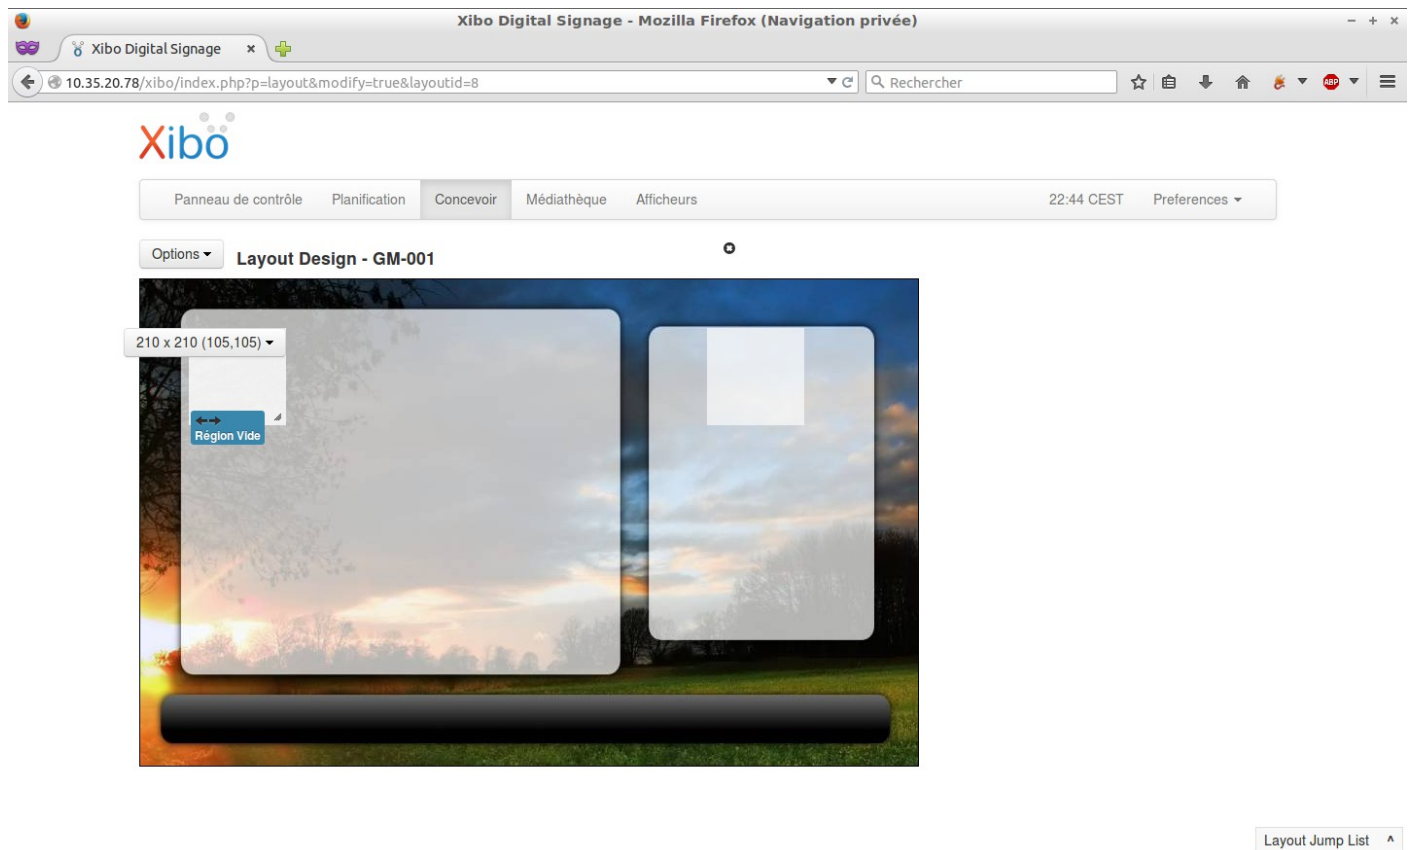 Xibo Digital Signage - Mozilla Firefox (Navigation privée)
Xibo Digital Signage
10.35.20.78/xibo/index.php?p=layout&modify=true&layoutid=8
Rechercher
ABP
Xibo
Panneau de contrôle Planification Concevoir Médiathèque Afficheurs 22:44 CEST Preferences
Options Layout Design - GM-001
210 x 210 (105,105)
Région Vide
Layout Jump List